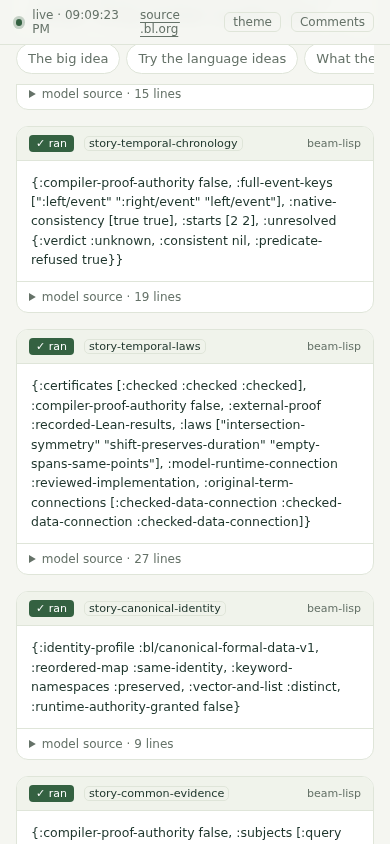 live · 09:09:23 PM
source .bl.org
theme
Comments
The big idea
Try the language ideas
What the
▶ model source · 15 lines
✓ ran story-temporal-chronology beam-lisp
{:compiler-proof-authority false, :full-event-keys
[":left/event" ":right/event" "left/event"], :native-
consistency [true true], :starts [2 2], :unresolved
{:verdict :unknown, :consistent nil, :predicate-
refused true}}
▶ model source · 19 lines
✓ ran story-temporal-laws beam-lisp
{:certificates [:checked :checked :checked],
:compiler-proof-authority false, :external-proof
:recorded-Lean-results, :laws ["intersection-
symmetry" "shift-preserves-duration" "empty-
spans-same-points"], :model-runtime-connection
:reviewed-implementation, :original-term-
connections [:checked-data-connection :checked-
data-connection :checked-data-connection]}
▶ model source · 27 lines
✓ ran story-canonical-identity beam-lisp
{:identity-profile :bl/canonical-formal-data-v1,
:reordered-map :same-identity, :keyword-
namespaces :preserved, :vector-and-list :distinct,
:runtime-authority-granted false}
▶ model source · 9 lines
✓ ran story-common-evidence beam-lisp
{:compiler-proof-authority false, :subjects [:query